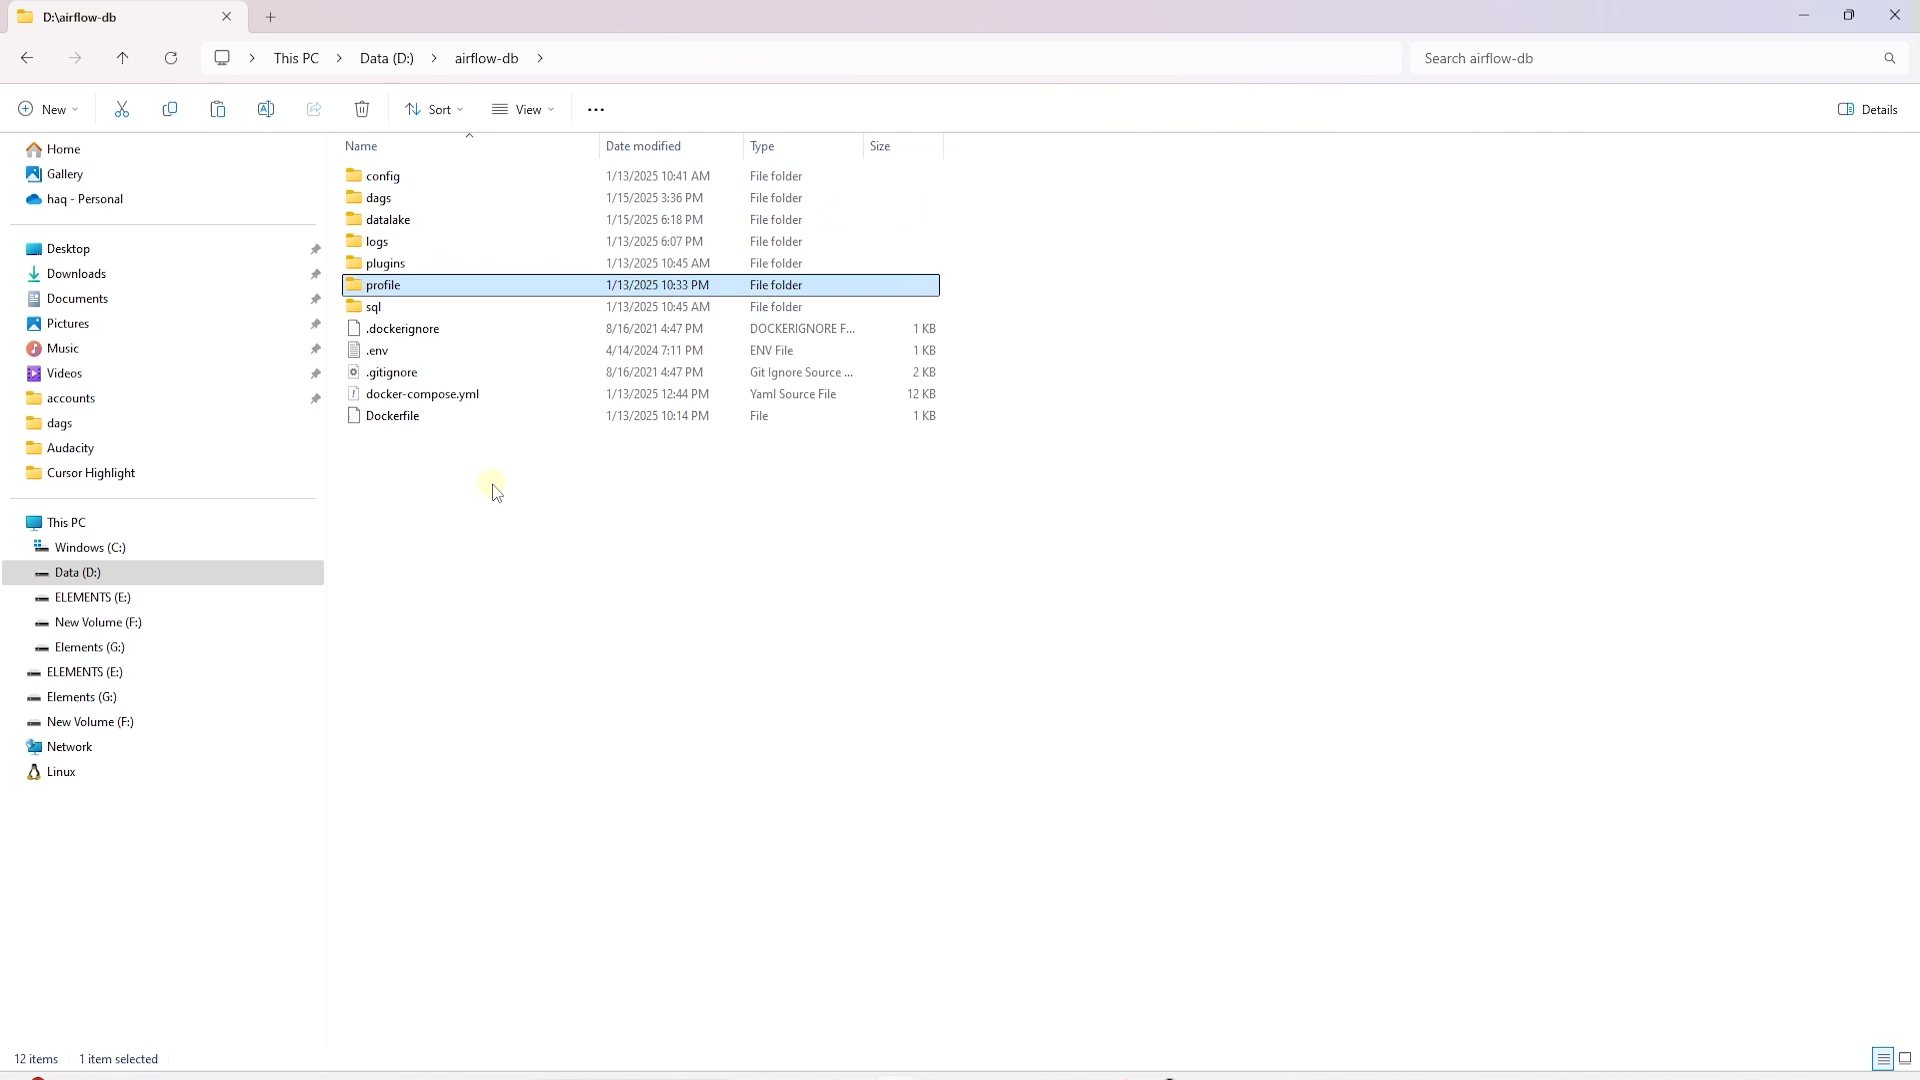 D:\airflow-db
This PC
Data (D:)
airflow-db
Search airflow-db
New
Sort
View
Details
Home
Gallery
haq - Personal
Desktop
Downloads
Documents
Pictures
Music
Videos
accounts
dags
Audacity
Cursor Highlight
This PC
Windows (C:)
Data (D:)
ELEMENTS (E:)
New Volume (F:)
Elements (G:)
ELEMENTS (E:)
Elements (G:)
New Volume (F:)
Network
Linux
Name Date modified Type Size
config 1/13/2025 10:41 AM File folder
dags 1/15/2025 3:36 PM File folder
datalake 1/15/2025 6:18 PM File folder
logs 1/13/2025 6:07 PM File folder
plugins 1/13/2025 10:45 AM File folder
profile 1/13/2025 10:33 PM File folder
sql 1/13/2025 10:45 AM File folder
.dockerignore 8/16/2021 4:47 PM DOCKERIGNORE F... 1 KB
.env 4/14/2024 7:11 PM ENV File 1 KB
.gitignore 8/16/2021 4:47 PM Git Ignore Source ... 2 KB
docker-compose.yml 1/13/2025 12:44 PM Yaml Source File 12 KB
Dockerfile 1/13/2025 10:14 PM File 1 KB
12 items 1 item selected